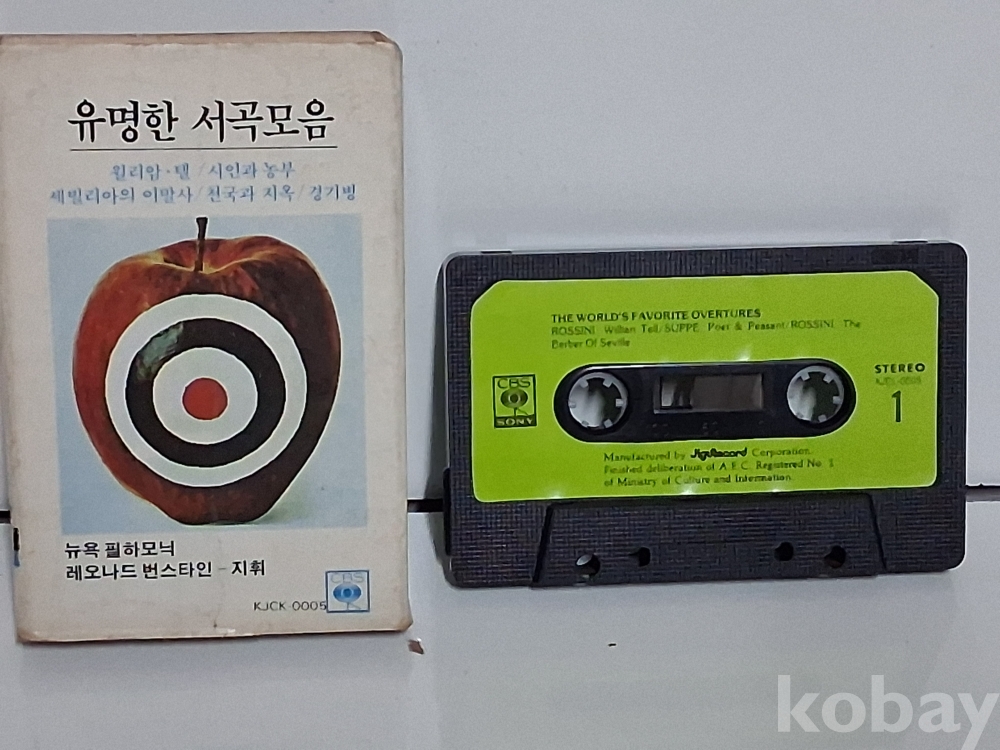 유명한 서곡모음
윌리암·텔/시인과 농부
세빌리아의 이발사/천국과 지옥/경기병
뉴욕 필하모닉
레오나드 번스타인-지휘
KJCK-0005
CBS
THE WORLD'S FAVORITE OVERTURES
ROSSINI: Willian Tell/SUPPE: Poet & Peasant/ROSSINI: The
Berber Of Seville
CBS
SONY
STEREO
1
Manufactured by JiguRecord Corporation.
Finished deliberation of A.E.C. Registered No. 1
of Ministry of Culture and Information
kobay